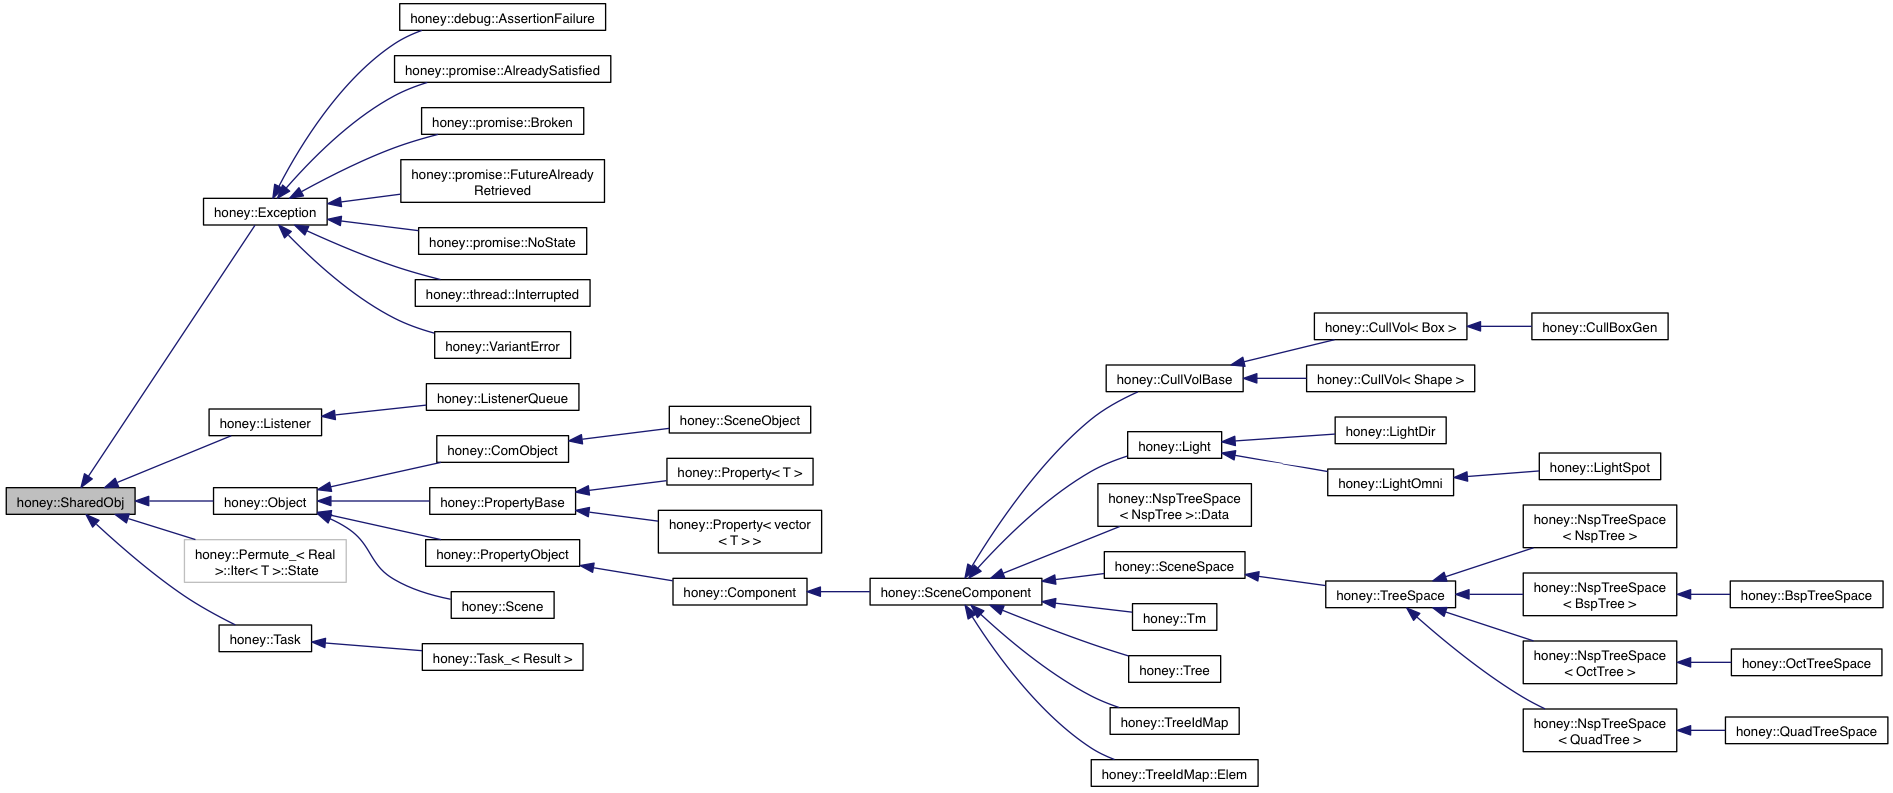 honey::SharedObj
honey::Exception
honey::debug::AssertionFailure
honey::promise::AlreadySatisfied
honey::promise::Broken
honey::promise::FutureAlready
Retrieved
honey::promise::NoState
honey::thread::Interrupted
honey::VariantError
honey::Listener
honey::ListenerQueue
honey::Object
honey::ComObject
honey::SceneObject
honey::PropertyBase
honey::Property< T >
honey::Property< vector
< T > >
honey::PropertyObject
honey::Component
honey::SceneComponent
honey::CullVolBase
honey::CullVol< Box >
honey::CullBoxGen
honey::CullVol< Shape >
honey::Light
honey::LightDir
honey::LightOmni
honey::LightSpot
honey::NspTreeSpace
< NspTree >::Data
honey::SceneSpace
honey::TreeSpace
honey::NspTreeSpace
< NspTree >
honey::NspTreeSpace
< BspTree >
honey::BspTreeSpace
honey::NspTreeSpace
< OctTree >
honey::OctTreeSpace
honey::NspTreeSpace
< QuadTree >
honey::QuadTreeSpace
honey::Tm
honey::Tree
honey::TreeIdMap
honey::TreeIdMap::Elem
honey::Scene
honey::Permute_< Real
>::Iter< T >::State
honey::Task
honey::Task_< Result >